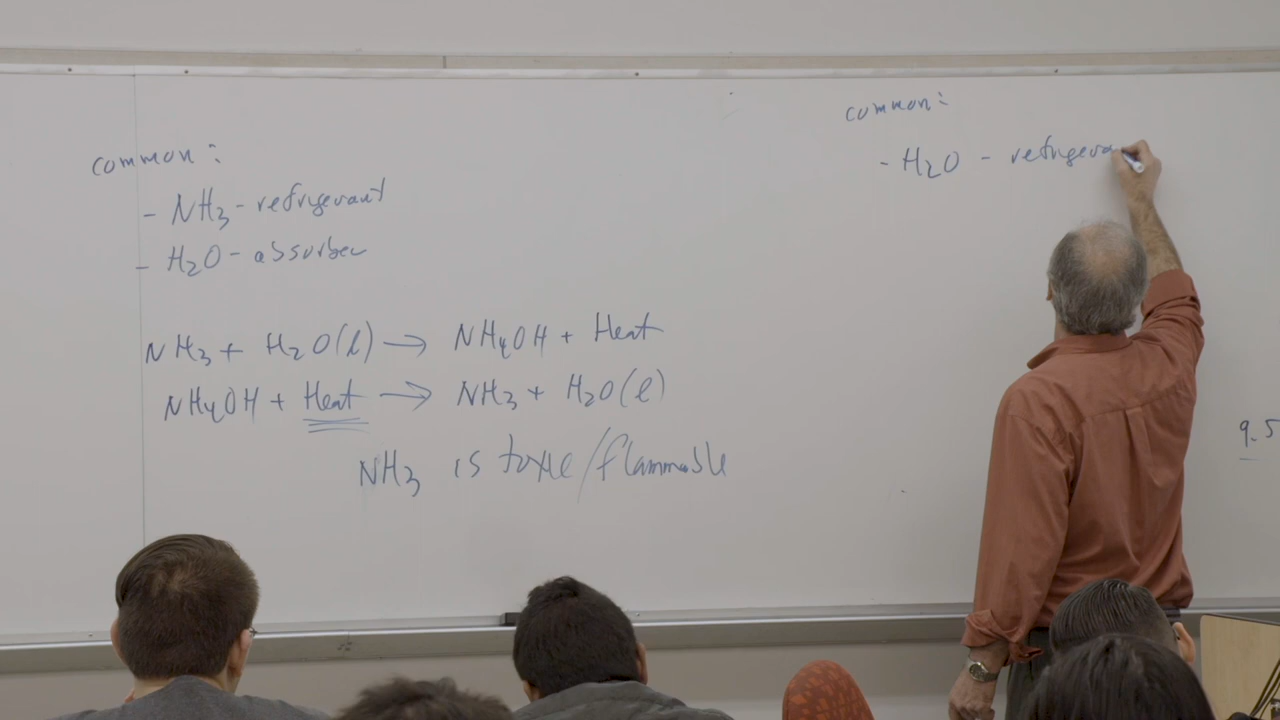 common:
- NH3 - refrigerant
- H2O - absorber
NH3 + H2O(l) → NH4OH + Heat
NH4OH + Heat → NH3 + H2O(l)
NH3 is toxic/flammable
common:
- H2O - refrigera
9.5